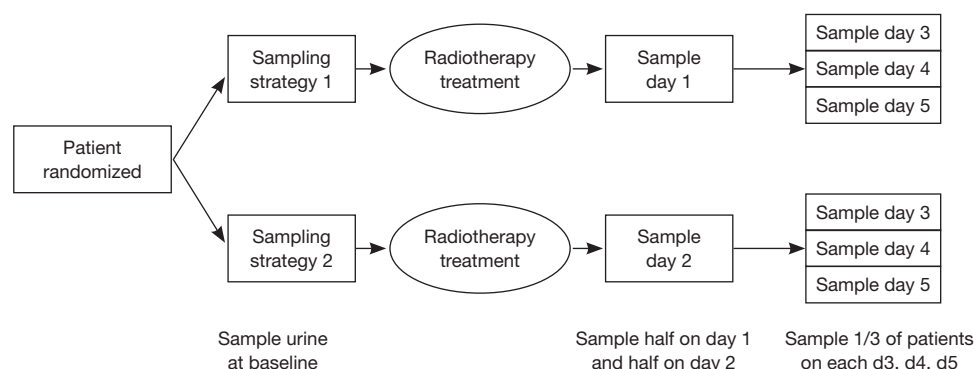 Patient
randomized
Sampling
strategy 1
Radiotherapy
treatment
Sample
day 1
Sample day 3
Sample day 4
Sample day 5
Sampling
strategy 2
Radiotherapy
treatment
Sample
day 2
Sample day 3
Sample day 4
Sample day 5
Sample urine
at baseline
Sample half on day 1
and half on day 2
Sample 1/3 of patients
on each d3, d4, d5